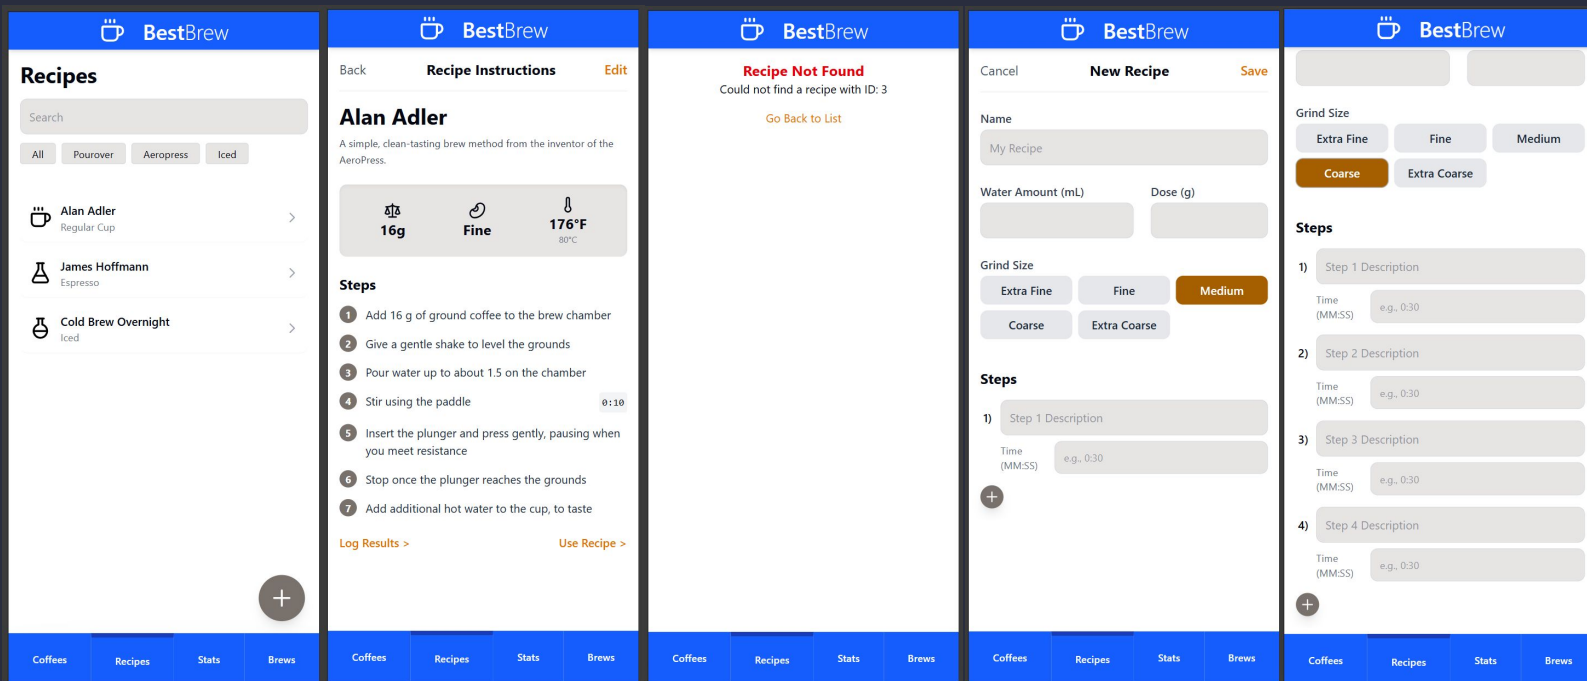 BestBrew
Recipes
Search
All Pourover Aeropress Iced
Alan Adler
Regular Cup
James Hoffmann
Espresso
Cold Brew Overnight
Iced
+
Coffees Recipes Stats Brews
BestBrew
Back Recipe Instructions Edit
Alan Adler
A simple, clean-tasting brew method from the inventor of the
AeroPress.
16g Fine 176°F
80°C
Steps
1 Add 16 g of ground coffee to the brew chamber
2 Give a gentle shake to level the grounds
3 Pour water up to about 1.5 on the chamber
4 Stir using the paddle 0:10
5 Insert the plunger and press gently, pausing when
you meet resistance
6 Stop once the plunger reaches the grounds
7 Add additional hot water to the cup, to taste
Log Results > Use Recipe >
Coffees Recipes Stats Brews
BestBrew
Recipe Not Found
Could not find a recipe with ID: 3
Go Back to List
Coffees Recipes Stats Brews
BestBrew
Cancel New Recipe Save
Name
My Recipe
Water Amount (mL) Dose (g)
Grind Size
Extra Fine Fine Medium
Coarse Extra Coarse
Steps
1) Step 1 Description
Time
(MM:SS) e.g., 0:30
+
Coffees Recipes Stats Brews
BestBrew
Grind Size
Extra Fine Fine Medium
Coarse Extra Coarse
Steps
1) Step 1 Description
Time
(MM:SS) e.g., 0:30
2) Step 2 Description
Time
(MM:SS) e.g., 0:30
3) Step 3 Description
Time
(MM:SS) e.g., 0:30
4) Step 4 Description
Time
(MM:SS) e.g., 0:30
+
Coffees Recipes Stats Brews